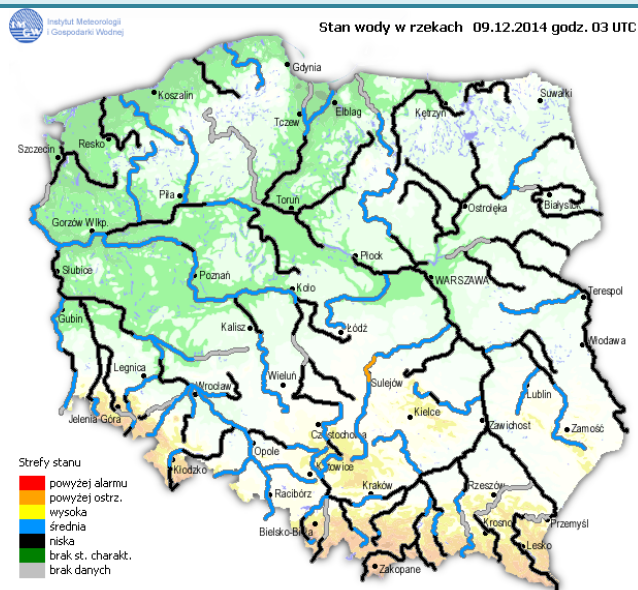 Instytut Meteorologii
i Gospodarki Wodnej
Stan wody w rzekach 09.12.2014 godz. 03 UTC
Gdynia
Koszalin
Suwałki
Elbląg
Kętrzyn
Tczew
Resko
Szczecin
Piła
Toruń
Ostrołęka
Białystok
Gorzów Wlkp.
Płock
Słubice
Poznań
WARSZAWA
Koło
Terespol
Gubin
Kalisz
Łódź
Włodawa
Legnica
Wieluń
Sulejów
Wrocław
Lublin
Jelenia-Góra
Kielce
Częstochowa
Zawichost
Zamość
Opole
Kłodzko
Katowice
Racibórz
Kraków
Rzeszów
Bielsko-Biała
Krosno
Przemyśl
Lesko
Zakopane
Strefy stanu
powyżej alarmu
powyżej ostrz.
wysoka
średnia
niska
brak st. charakt.
brak danych